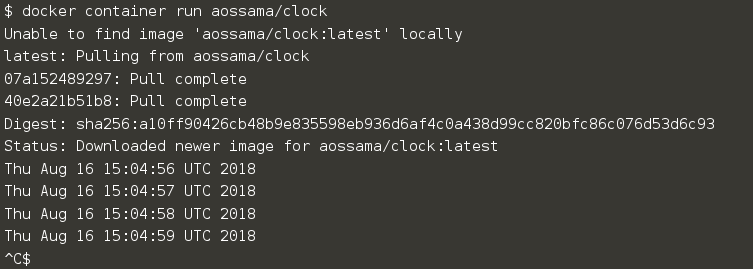 $ docker container run aossama/clock
Unable to find image 'aossama/clock:latest' locally
latest: Pulling from aossama/clock
07a152489297: Pull complete
40e2a21b51b8: Pull complete
Digest: sha256:a10ff90426cb48b9e835598eb936d6af4c0a438d99cc820bfc86c076d53d6c93
Status: Downloaded newer image for aossama/clock:latest
Thu Aug 16 15:04:56 UTC 2018
Thu Aug 16 15:04:57 UTC 2018
Thu Aug 16 15:04:58 UTC 2018
Thu Aug 16 15:04:59 UTC 2018
^C$